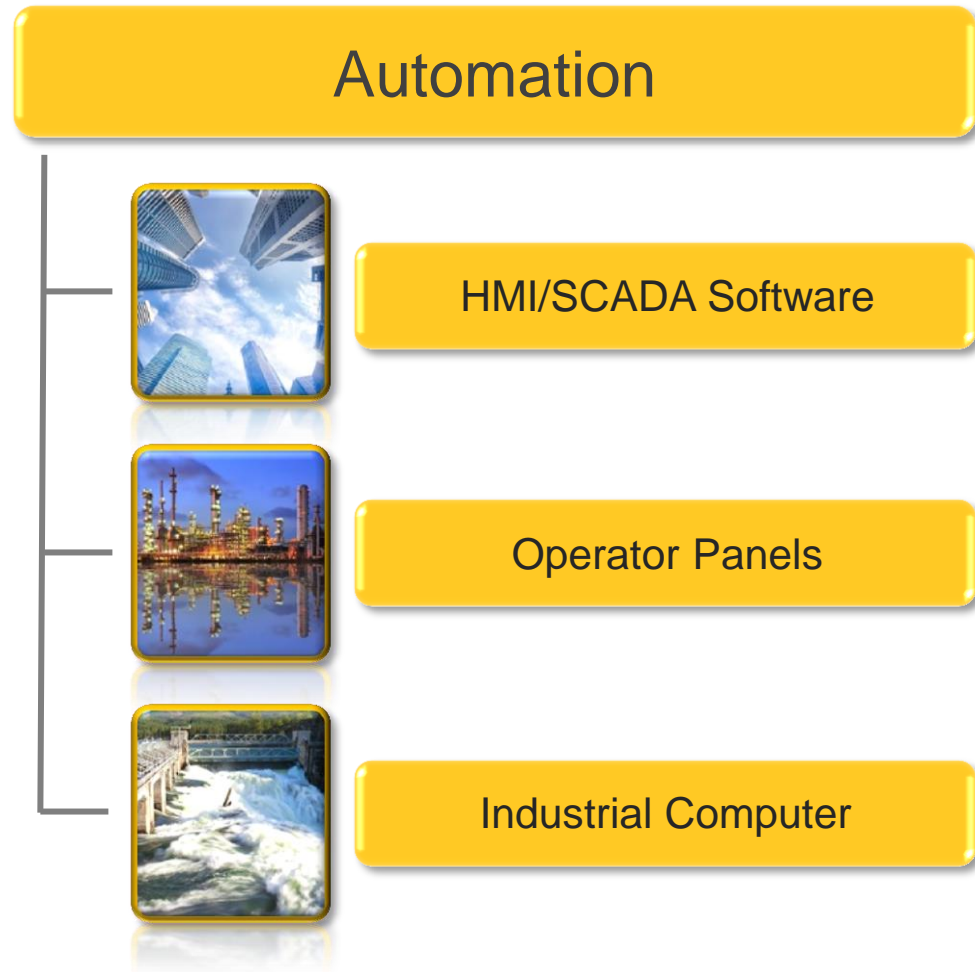 Automation
HMI/SCADA Software
Operator Panels
Industrial Computer